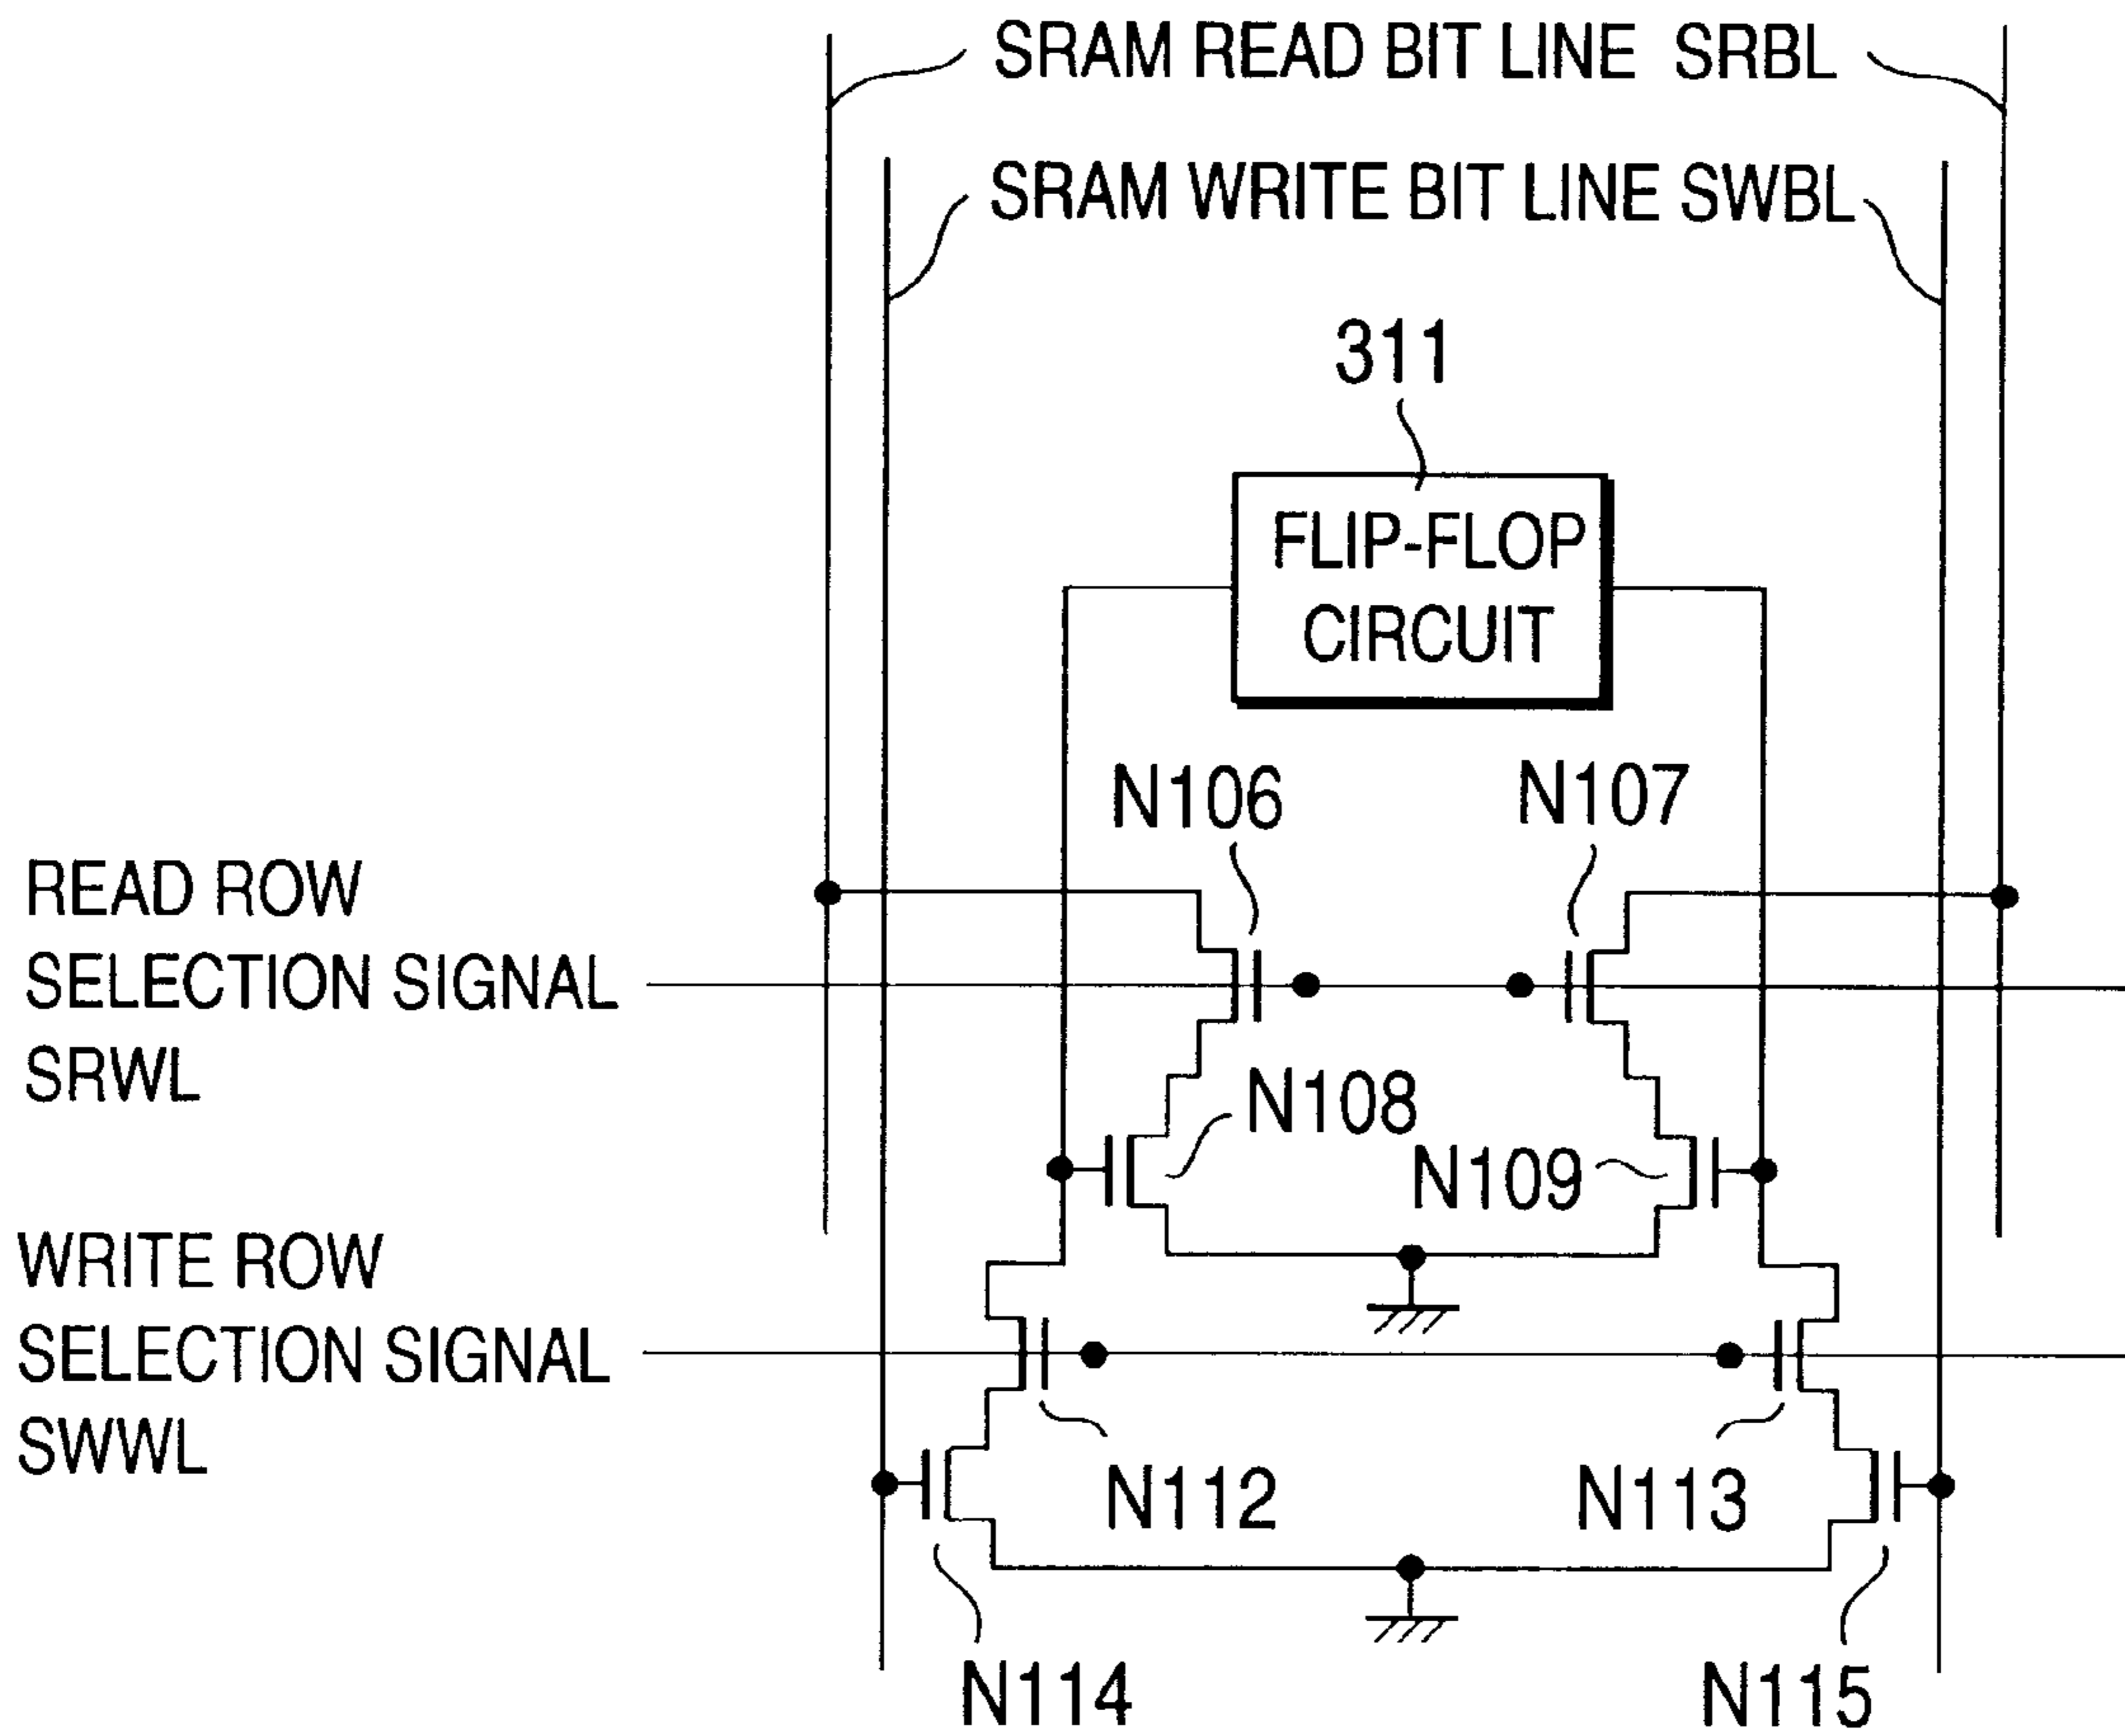 SRAM READ BIT LINE SRBL
SRAM WRITE BIT LINE SWBL
311
FLIP-FLOP
CIRCUIT
N106
N107
READ ROW
SELECTION SIGNAL
SRWL
N108
N109
WRITE ROW
SELECTION SIGNAL
SWWL
N112
N113
N114
N115